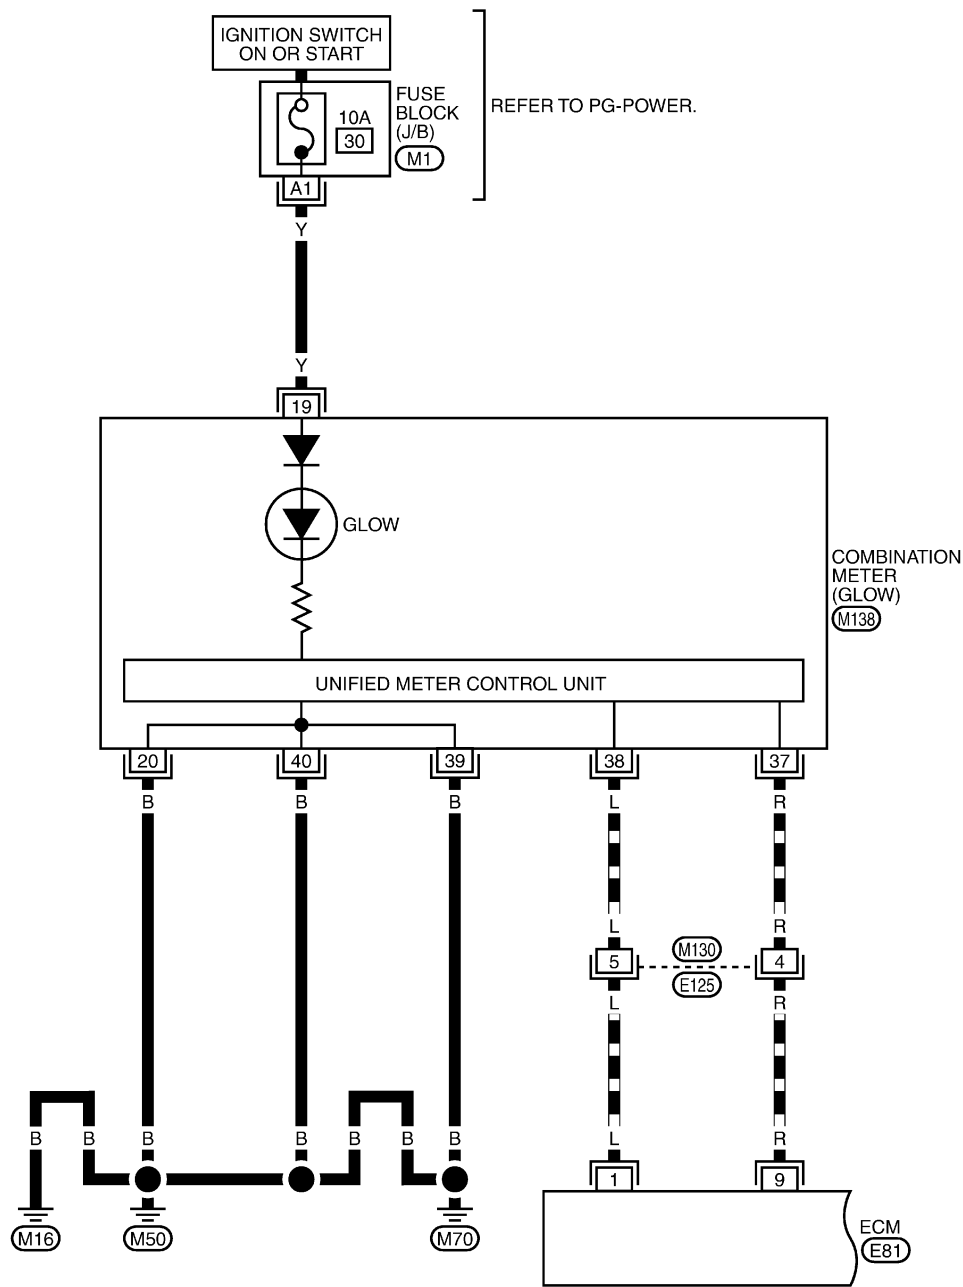 IGNITION SWITCH
ON OR START
FUSE
BLOCK
(J/B)
M1
10A
30
REFER TO PG-POWER.
A1
Y
Y
19
GLOW
COMBINATION
METER
(GLOW)
M138
UNIFIED METER CONTROL UNIT
20 40 39 38 37
B B B L R
L R
5 M130 4
E125
L R
B B B B B B B L R
1 9
M16 M50 M70
ECM
E81